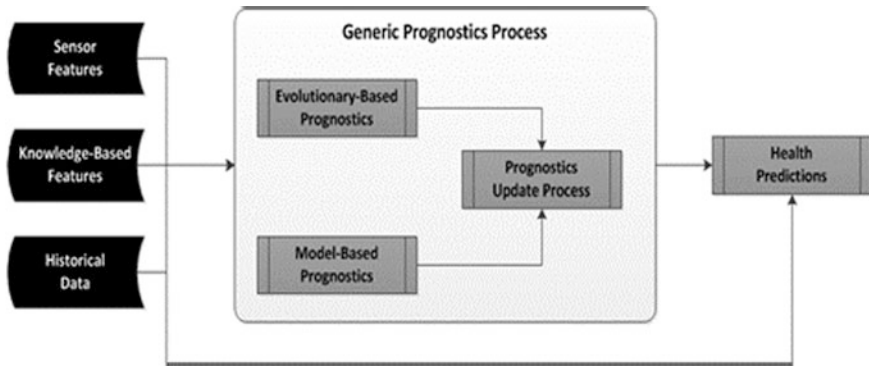 Generic Prognostics Process
Sensor
Features
Knowledge-Based
Features
Historical
Data
Evolutionary-Based
Prognostics
Model-Based
Prognostics
Prognostics
Update Process
Health
Predictions